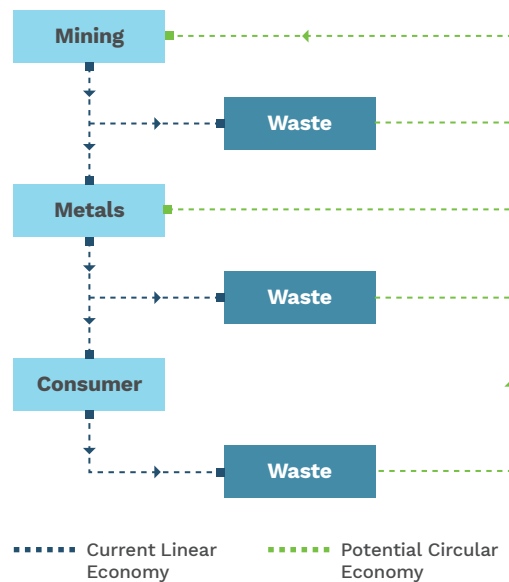 Mining
Waste
Metals
Waste
Consumer
Waste
Current Linear
Economy
Potential Circular
Economy